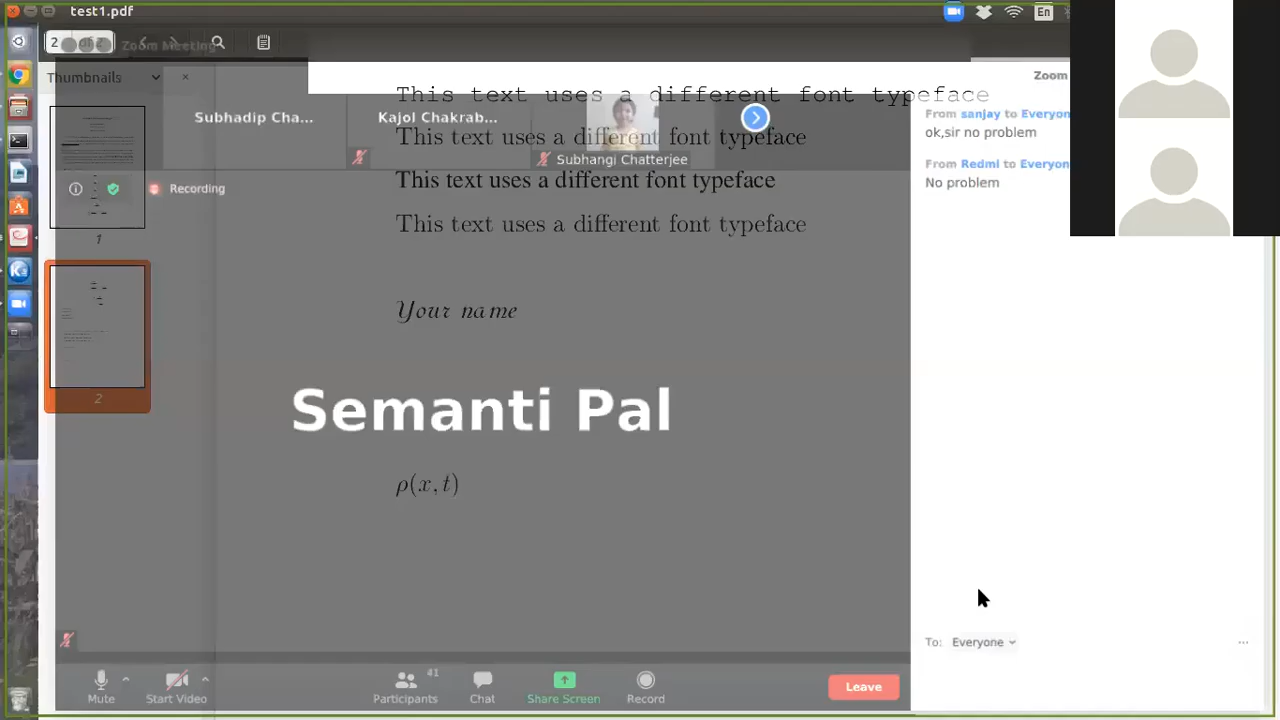 test1.pdf
En
2
Zoom Meeting
Thumbnails
Zoom
This text uses a different font typeface
Subhadip Cha...
Kajol Chakrab...
From sanjay to Everyone
ok,sir no problem
This text uses a different font typeface
Subhangi Chatterjee
From Redmi to Everyone
No problem
This text uses a different font typeface
Recording
This text uses a different font typeface
1
Your name
2
Semanti Pal
ρ(x, t)
To: Everyone
Mute
Start Video
Participants
41
Chat
Share Screen
Record
Leave